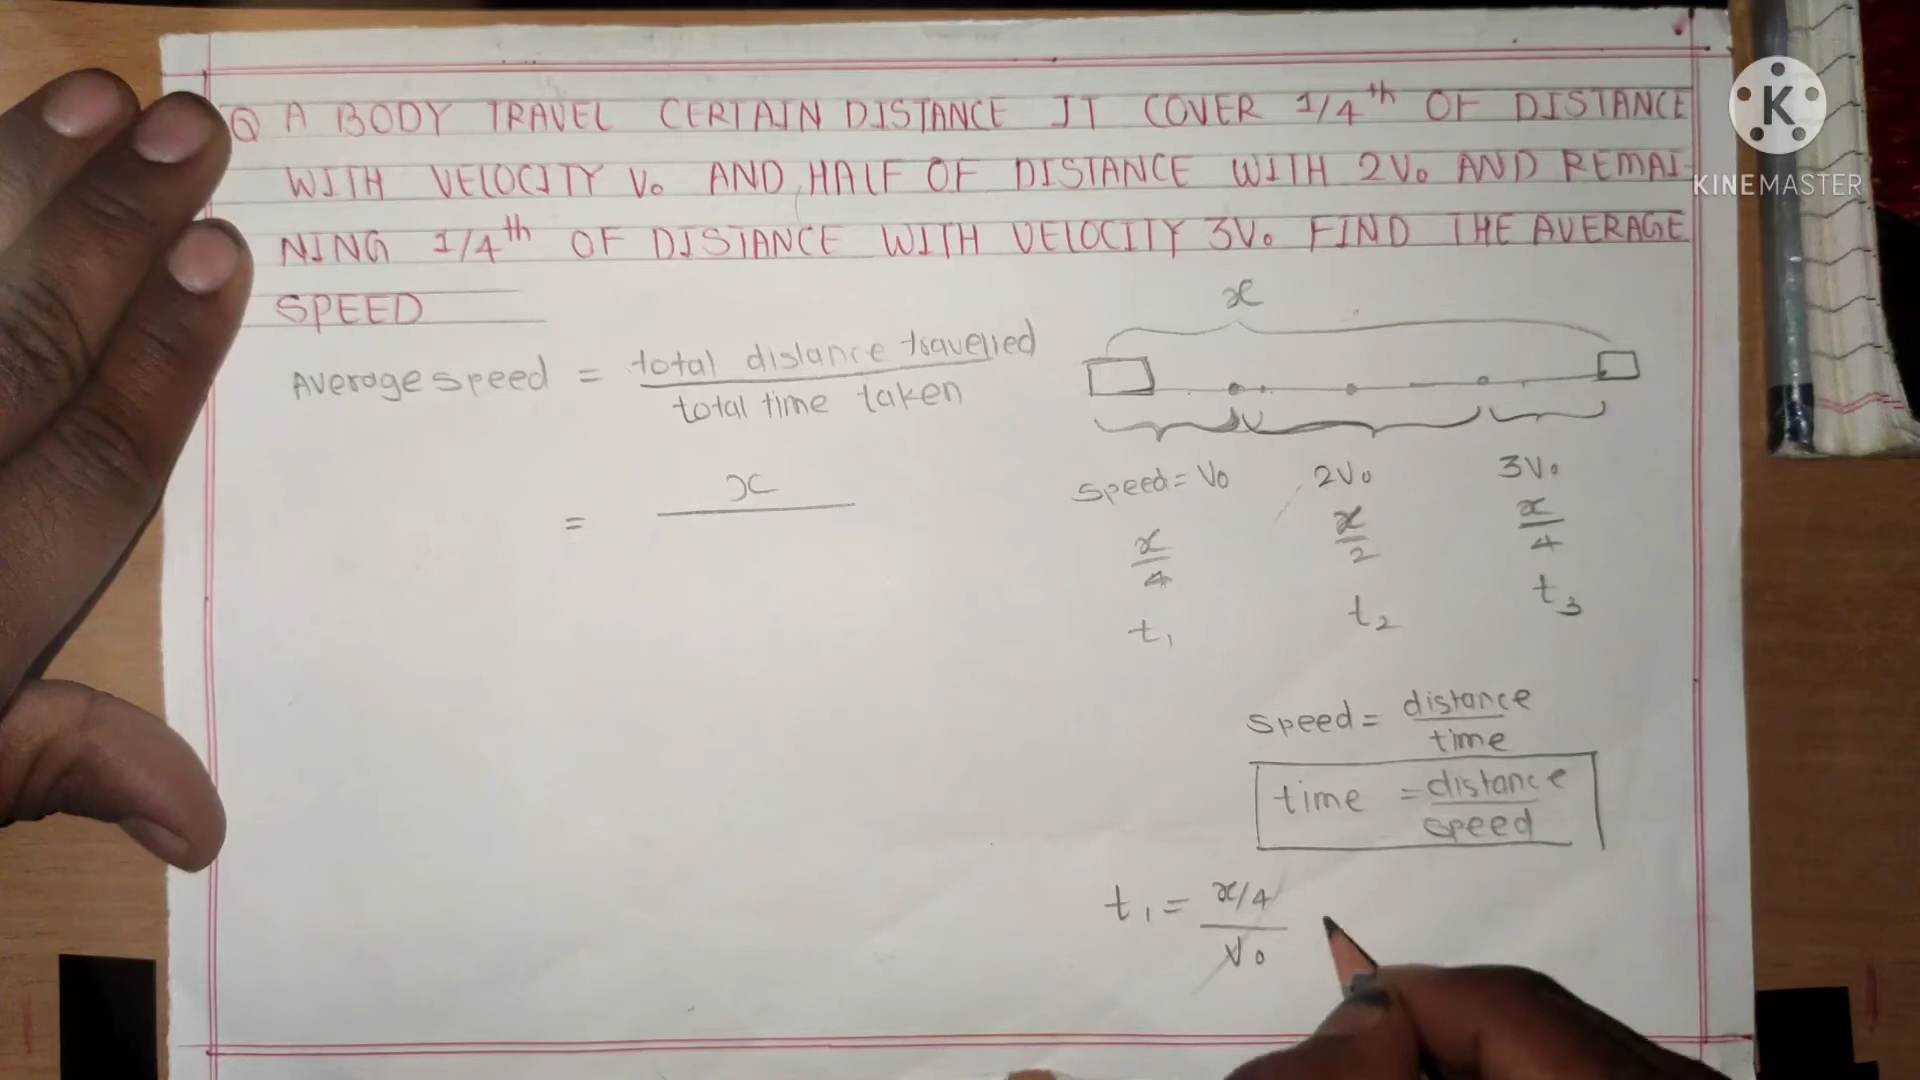 Q A BODY TRAVEL CERTAIN DISTANCE IT COVER 1/4th OF DISTANCE
WITH VELOCITY V₀ AND HALF OF DISTANCE WITH 2V₀ AND REMAI-
NING 1/4th OF DISTANCE WITH VELOCITY 3V₀ FIND THE AVERAGE
SPEED
x
Average speed = total distance travelled
total time taken
= x
speed = V₀ 2V₀ 3V₀
x/4 x/2 x/4
t₁ t₂ t₃
speed = distance
time
time = distance
speed
t₁ = x/4
V₀
K
KINEMASTER